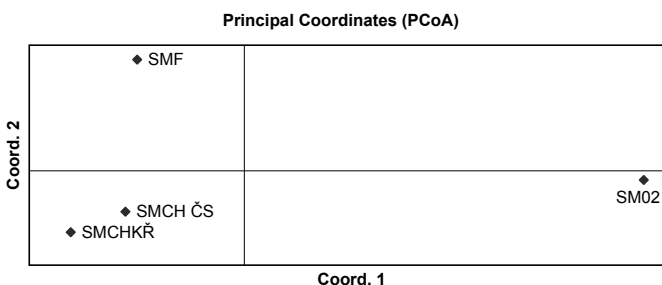 Principal Coordinates (PCoA)
Coord. 2
SMF
SM02
SMCH ČS
SMCHKŘ
Coord. 1